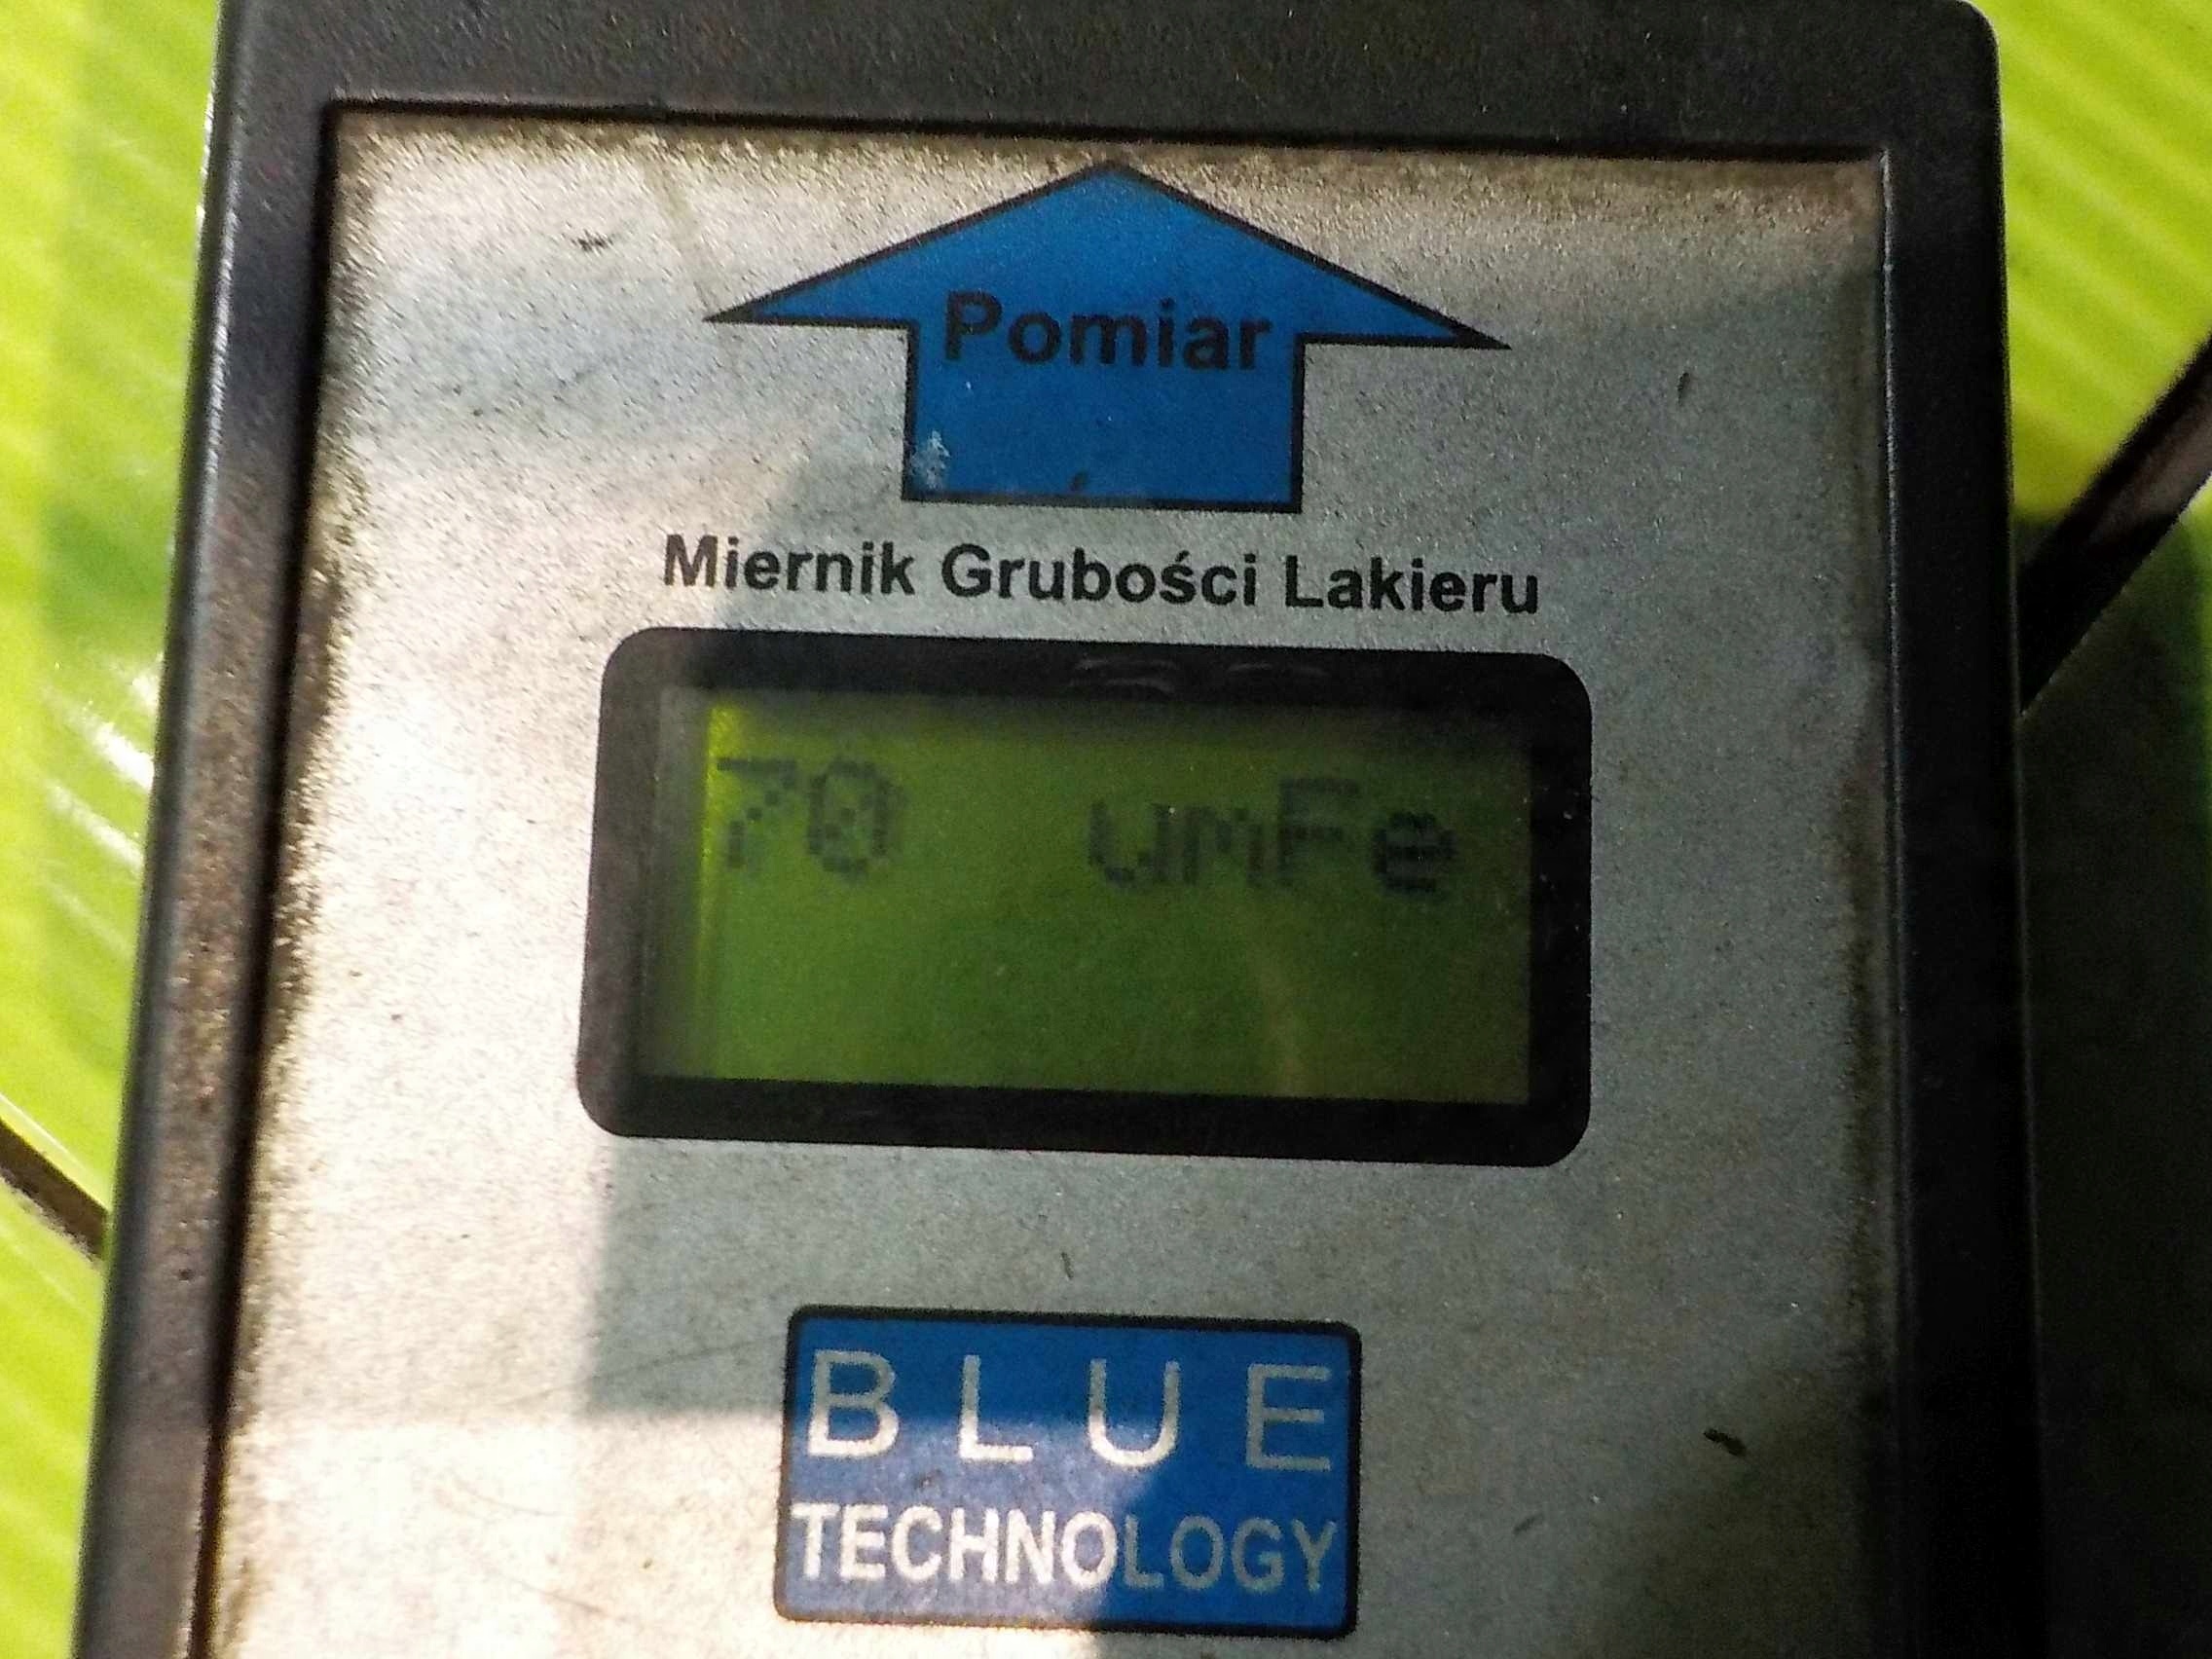 Pomiar
Miernik Grubości Lakieru
70 umFe
BLUE
TECHNOLOGY